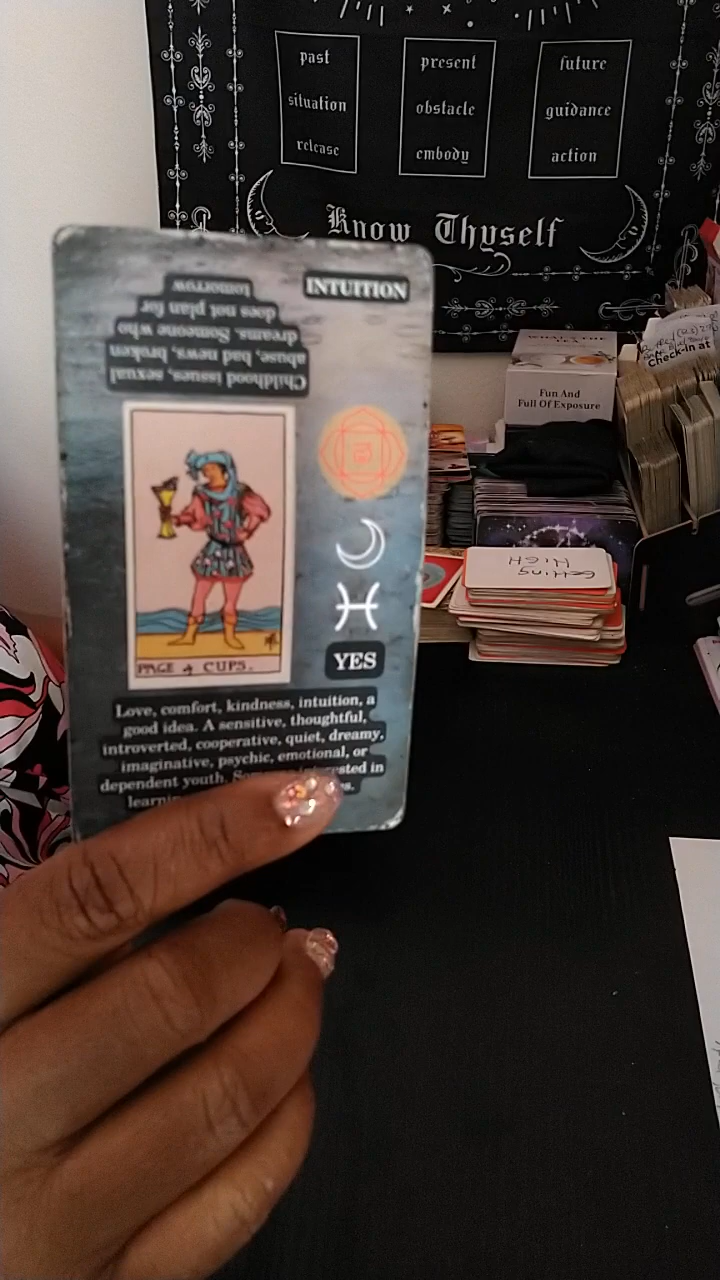 past
situation
release
present
obstacle
embody
future
guidance
action
Know Thyself
INTUITION
Childhood issues, sexual
abuse, bad news, broken
dreams. Someone who
does not plan for
tomorrow
PAGE of CUPS.
YES
Love, comfort, kindness, intuition, a
good idea. A sensitive, thoughtful,
introverted, cooperative, quiet, dreamy,
imaginative, psychic, emotional, or
dependent youth.
in
Fun And
Full Of Exposure
Check-in at
Getting
HIGH